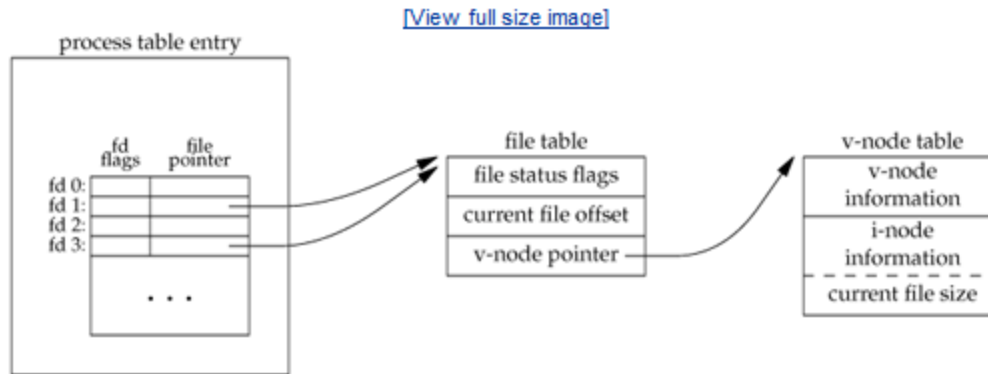 [View full size image]
process table entry
fd
flags
file
pointer
fd 0:
fd 1:
fd 2:
fd 3:
. . .
file table
file status flags
current file offset
v-node pointer
v-node table
v-node
information
i-node
information
current file size